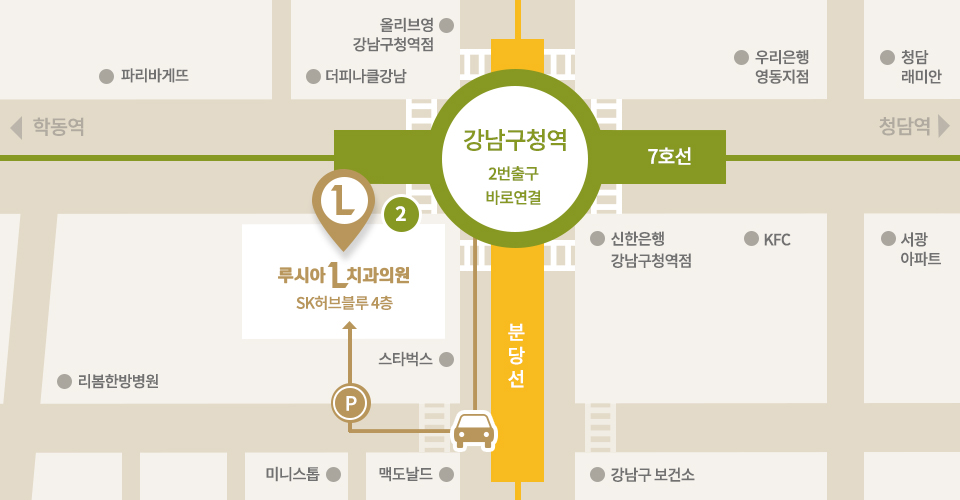 올리브영
강남구청역점
파리바게뜨
더피나클강남
우리은행
영동지점
청담
래미안
학동역
청담역
강남구청역
2번출구
바로연결
7호선
2
L
신한은행
강남구청역점
KFC
서광
아파트
루시아 L 치과의원
SK허브블루 4층
분당선
스타벅스
리봄한방병원
P
미니스톱
맥도날드
강남구 보건소